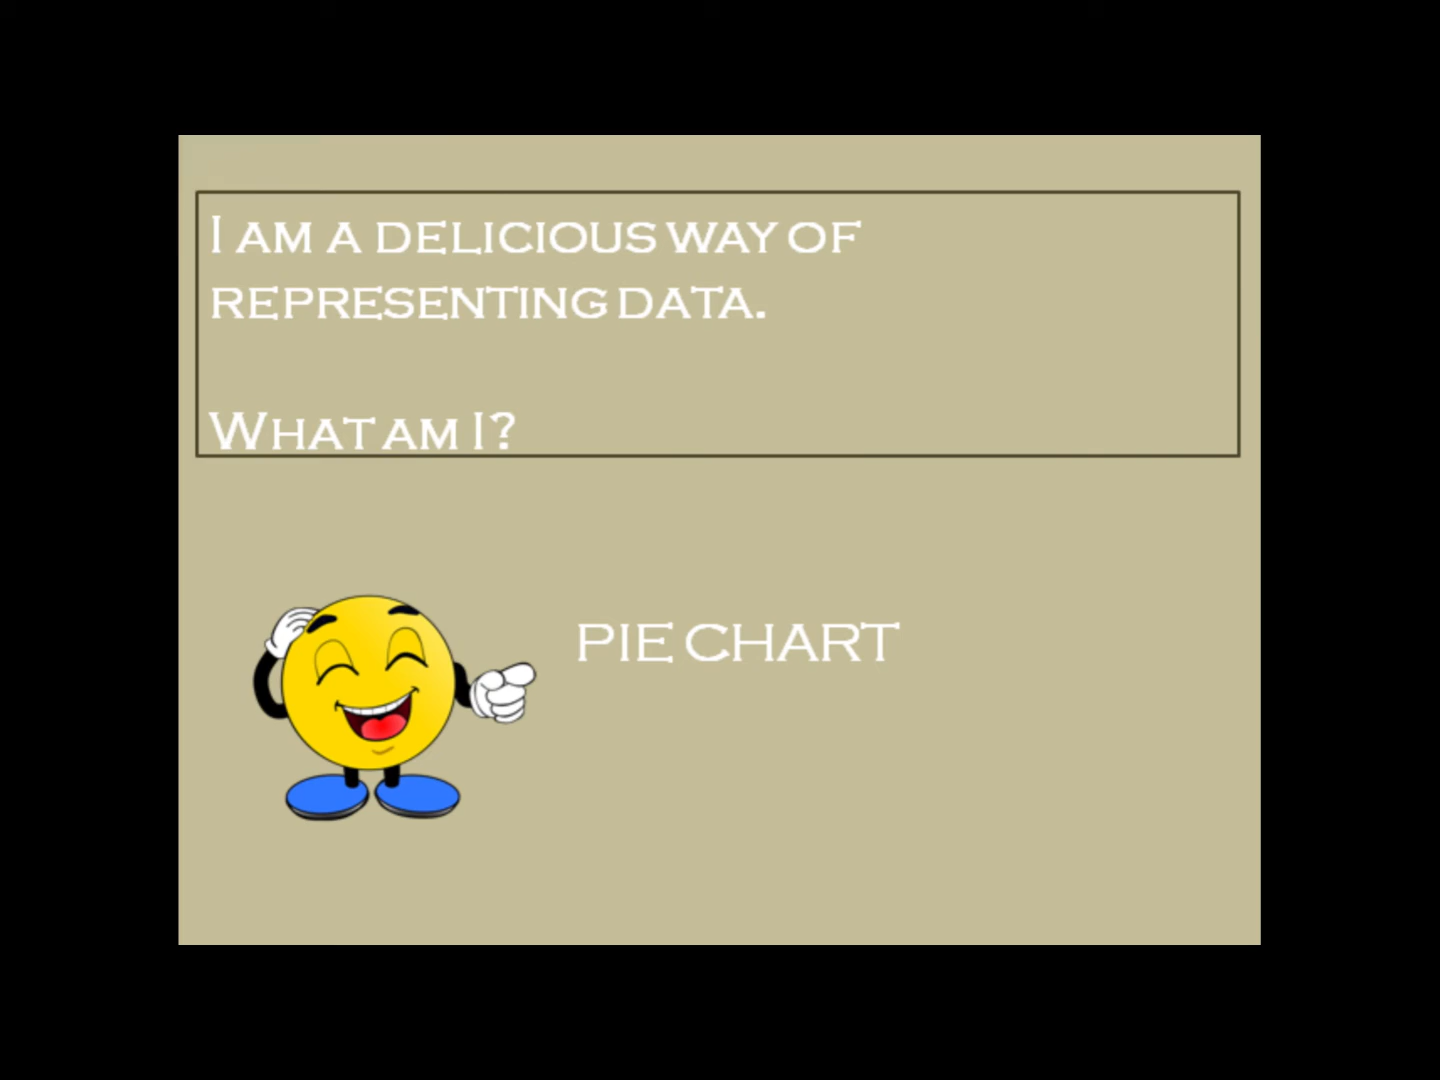 I AM A DELICIOUS WAY OF
REPRESENTING DATA.
WHAT AM I?
PIE CHART